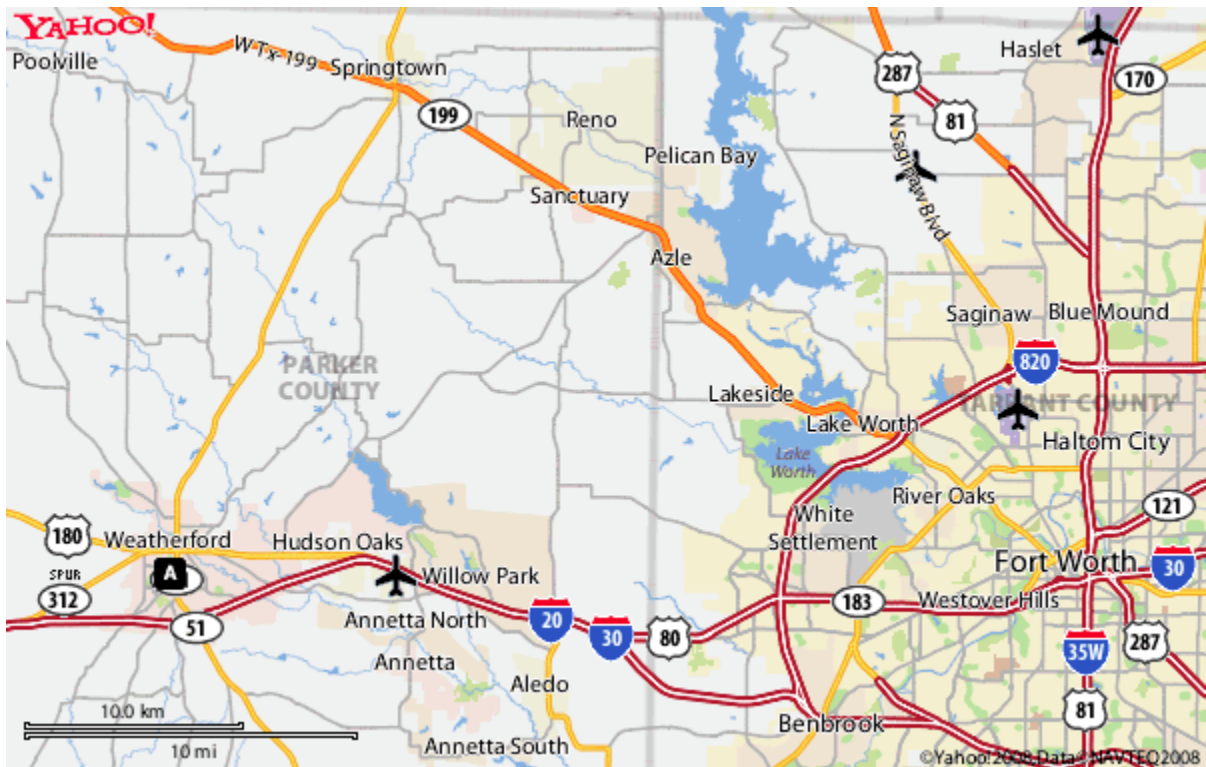 YAHOO!
Poolville
W Tx-199
Springtown
199
Reno
Pelican Bay
Sanctuary
Azle
287
81
N Saginaw Blvd
Haslet
170
Saginaw
Blue Mound
820
PARKER
COUNTY
Lakeside
Lake Worth
Lake
Worth
TARRANT COUNTY
Haltom City
River Oaks
121
White
Settlement
Fort Worth
30
180
Weatherford
Hudson Oaks
SPUR
312
A
Willow Park
51
Annetta North
20
30
80
183
Westover Hills
35W
287
Annetta
Aledo
81
Benbrook
Annetta South
10.0 km
10 mi
©Yahoo!2008,Data©NAVTEQ2008